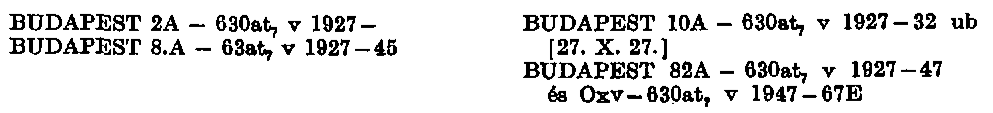 BUDAPEST 2A – 630at, v 1927–
BUDAPEST 8.A – 63at, v 1927–45
BUDAPEST 10A – 630at, v 1927–32 ub
[27. X. 27.]
BUDAPEST 82A – 630at, v 1927–47
és Oxv–630at, v 1947–67E